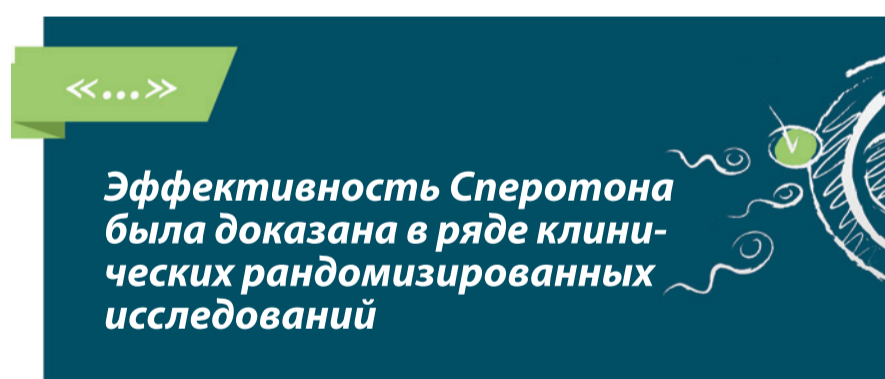 «...»
Эффективность Сперотона
была доказана в ряде клини-
ческих рандомизированных
исследований